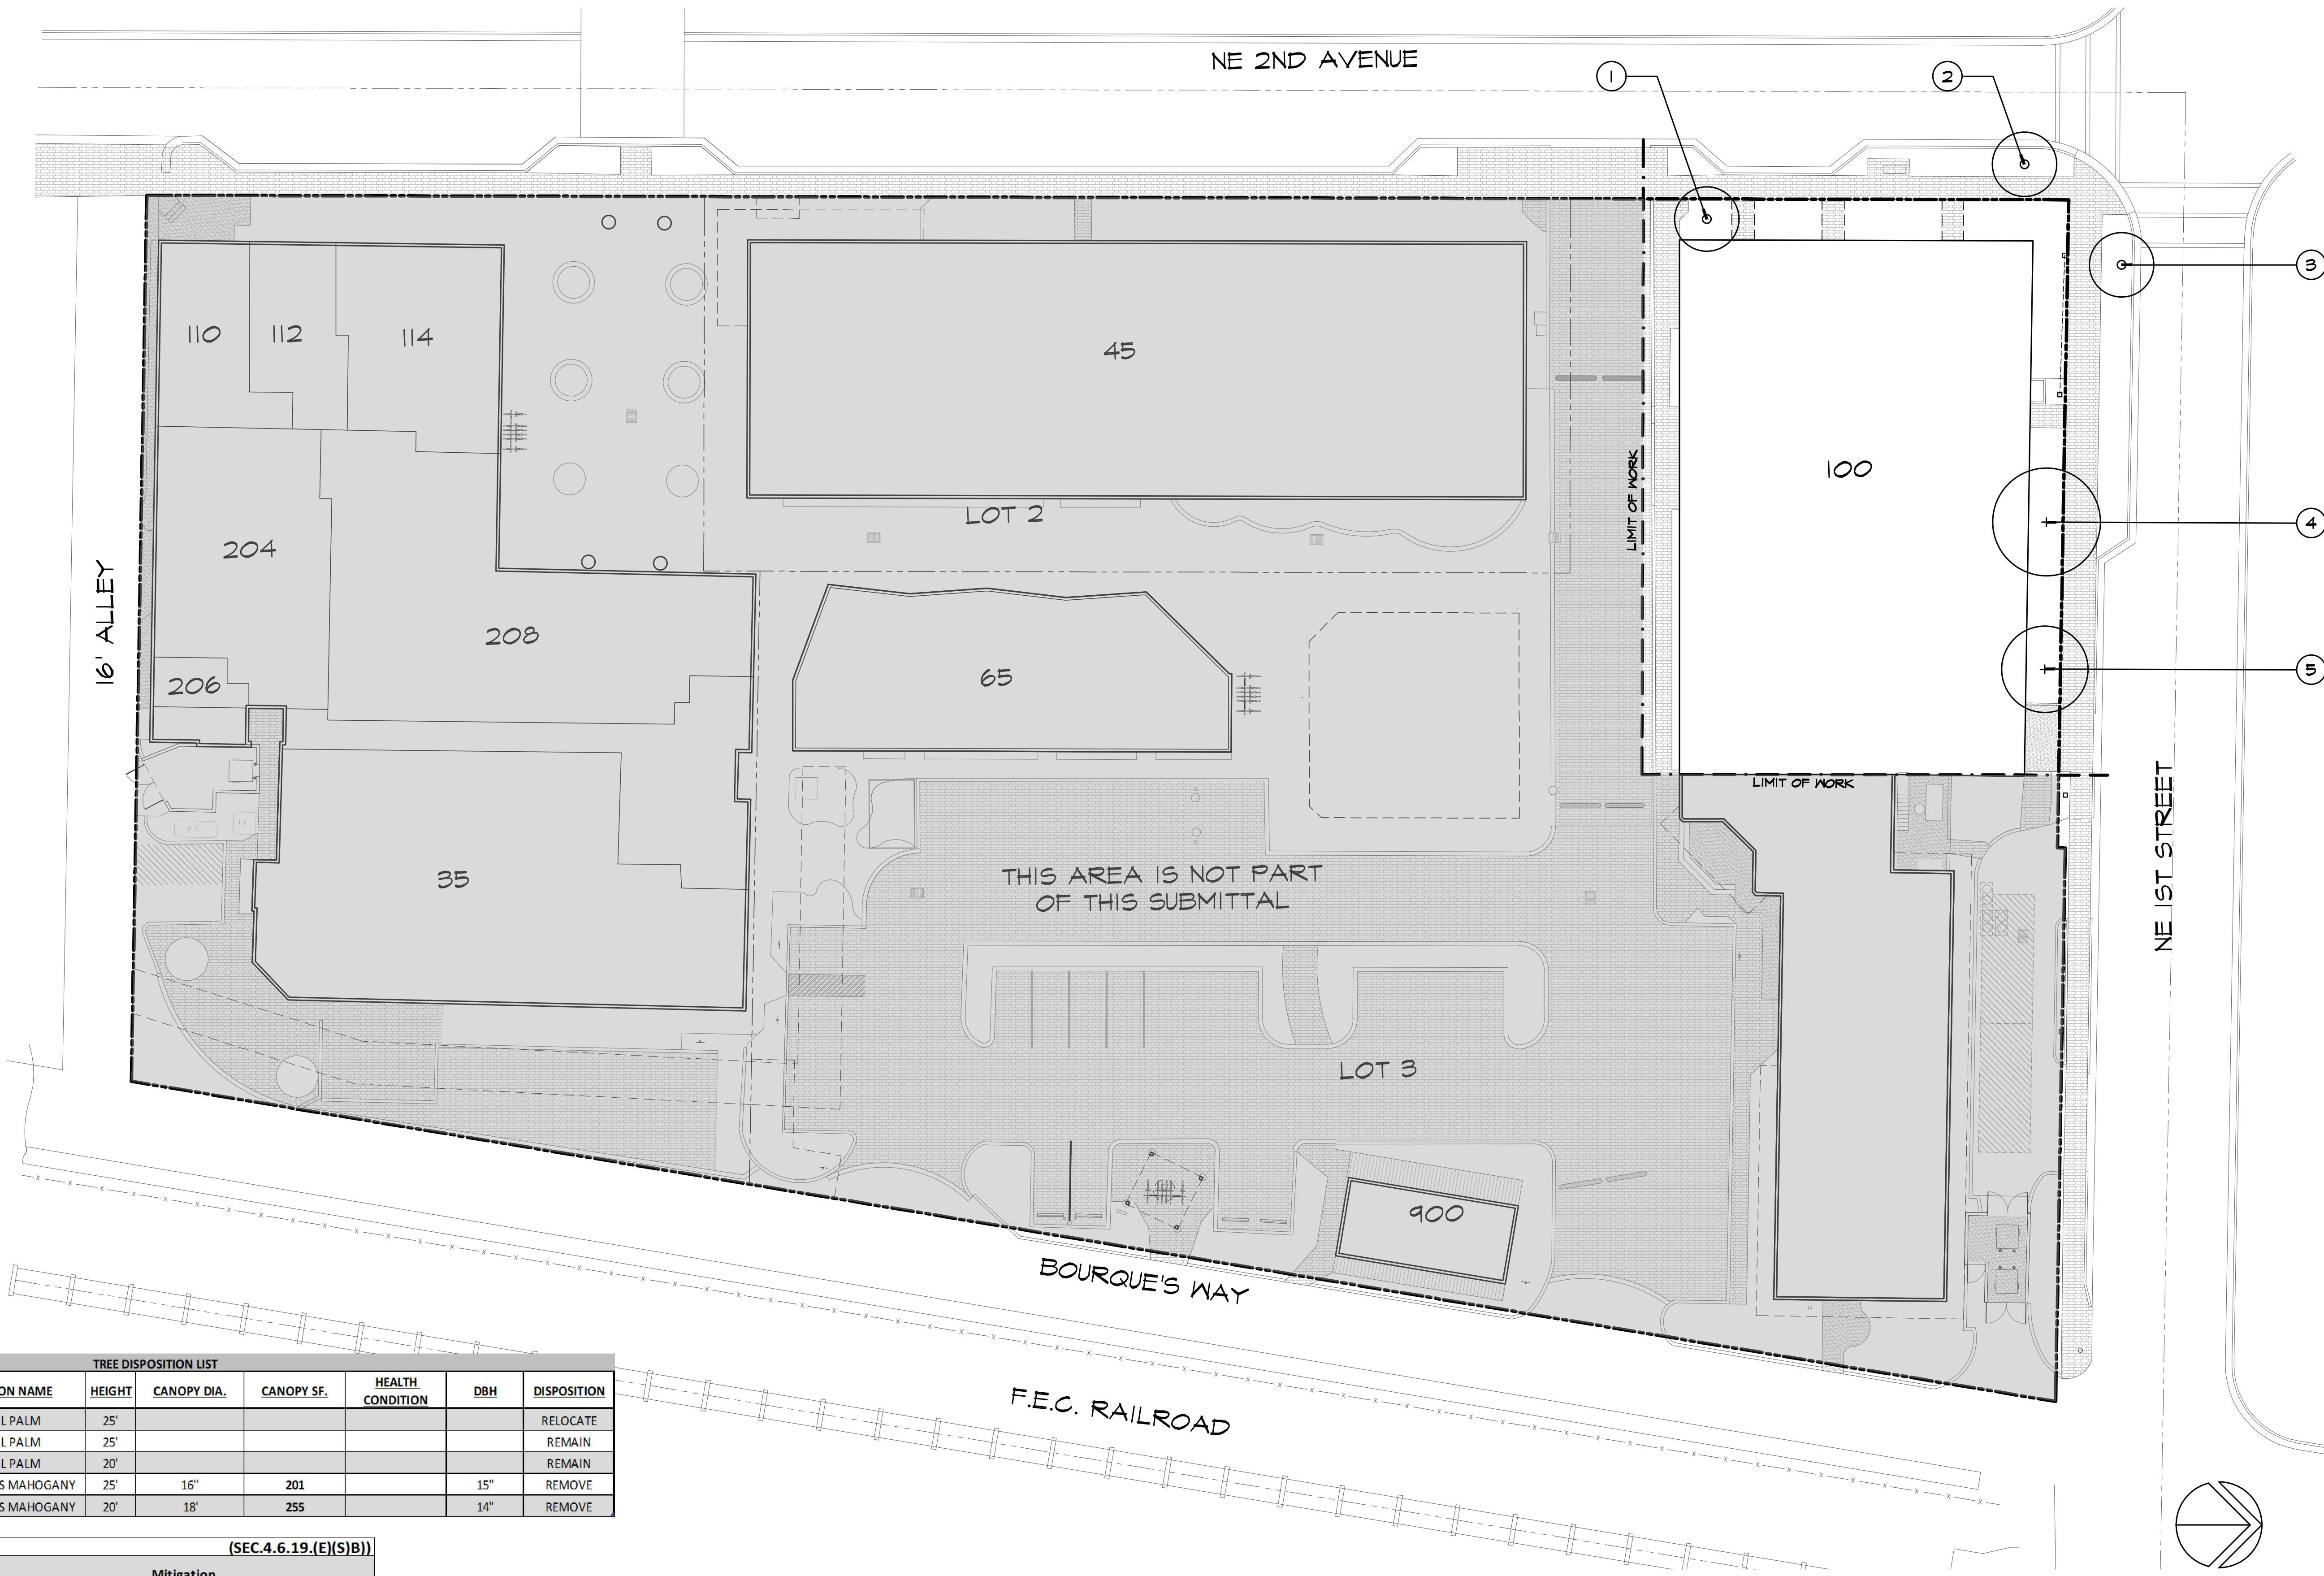 NE 2ND AVENUE
1
2
3
110
112
114
45
LIMIT OF WORK
100
4
LOT 2
204
16' ALLEY
208
65
5
206
LIMIT OF WORK
P.T.
T.F.
35
THIS AREA IS NOT PART
OF THIS SUBMITTAL
NE 1ST STREET
LOT 3
900
BOURQUE'S WAY
F.E.C. RAILROAD
TREE DISPOSITION LIST
ON NAME HEIGHT CANOPY DIA. CANOPY SF. HEALTH CONDITION DBH DISPOSITION
L PALM 25' RELOCATE
L PALM 25' REMAIN
L PALM 20' REMAIN
S MAHOGANY 25' 16" 201 15" REMOVE
S MAHOGANY 20' 18' 255 14" REMOVE
(SEC.4.6.19.(E)(S)B))
Mitigation